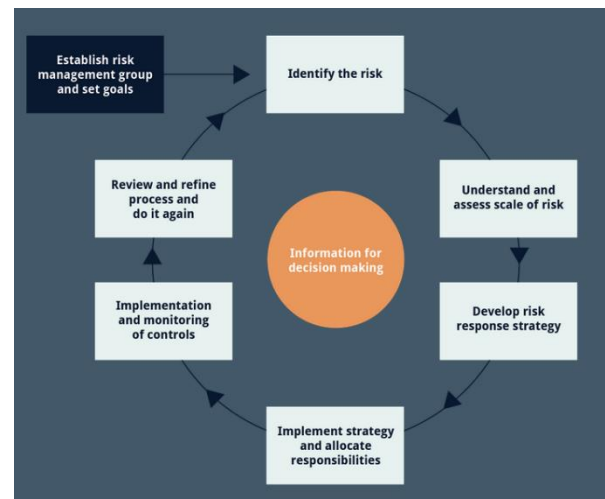 Establish risk
management group
and set goals
Identify the risk
Understand and
assess scale of risk
Develop risk
response strategy
Implement strategy
and allocate
responsibilities
Implementation
and monitoring
of controls
Review and refine
process and
do it again
Information for
decision making